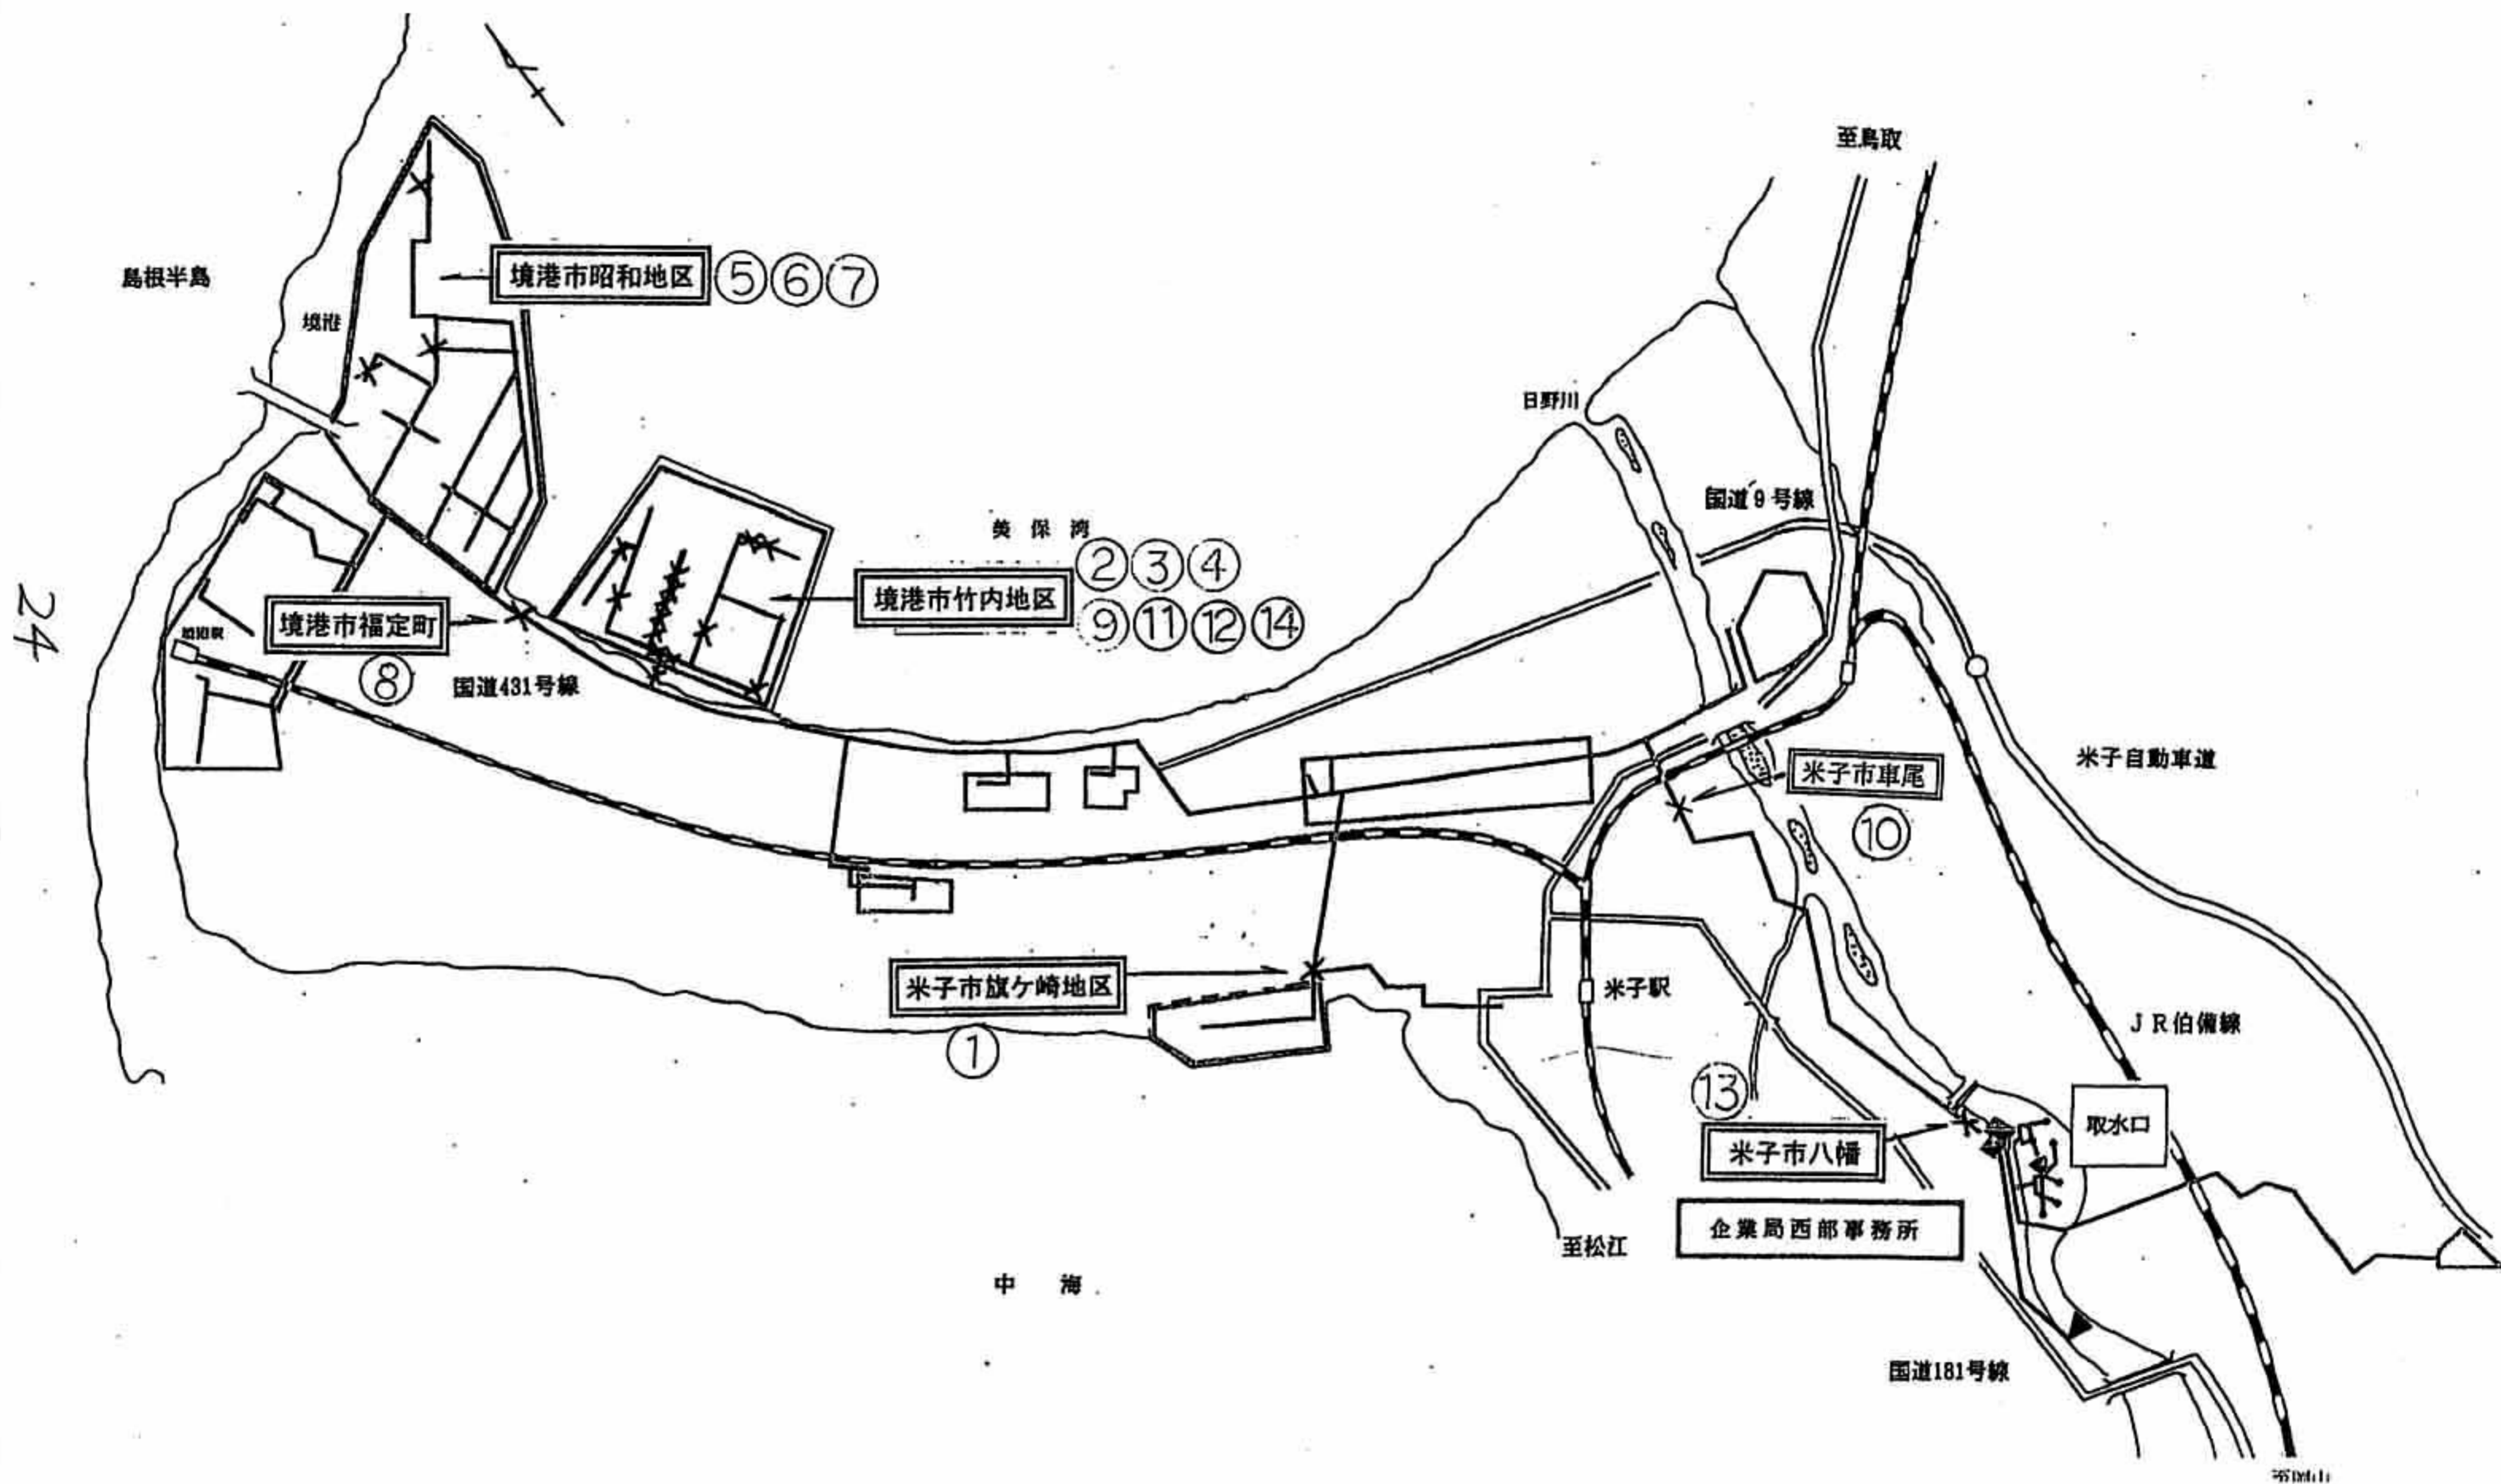 至鳥取
島根半島
境港
境港市昭和地区 ⑤⑥⑦
日野川
国道9号線
美保湾
境港市竹内地区 ②③④
⑨⑪⑫⑭
境港市福定町
⑧
国道431号線
24
米子市車尾
⑩
米子自動車道
米子市旗ケ崎地区
①
米子駅
JR伯備線
⑬
取水口
米子市八幡
企業局西部事務所
至松江
中海
国道181号線
至岡山